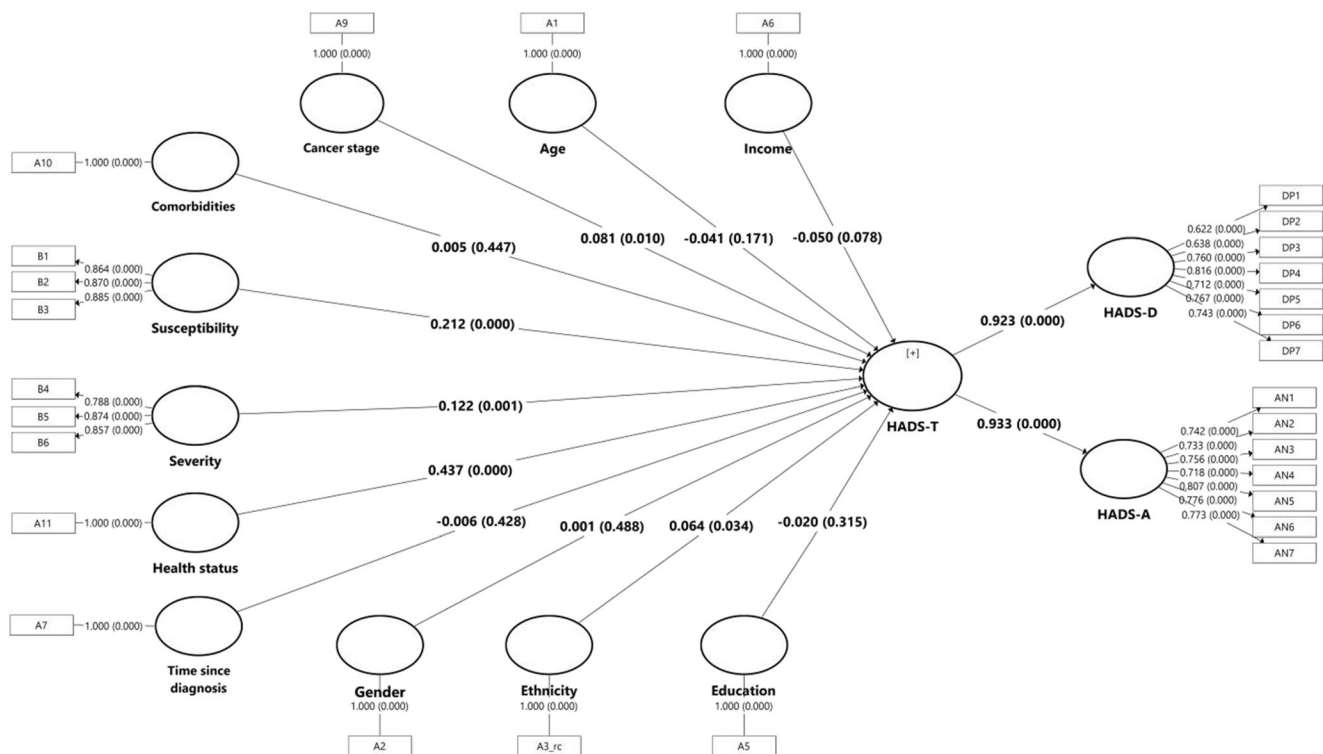 A9
A1
A6
1.000 (0.000)
1.000 (0.000)
1.000 (0.000)
Cancer stage
Age
Income
A10
1.000 (0.000)
Comorbidities
0.005 (0.447)
0.081 (0.010)
-0.041 (0.171)
-0.050 (0.078)
B1
B2
B3
0.864 (0.000)
0.870 (0.000)
0.885 (0.000)
Susceptibility
0.212 (0.000)
B4
B5
B6
0.788 (0.000)
0.874 (0.000)
0.857 (0.000)
Severity
0.122 (0.001)
A11
1.000 (0.000)
Health status
0.437 (0.000)
A7
1.000 (0.000)
Time since
diagnosis
-0.006 (0.428)
0.001 (0.488)
0.064 (0.034)
-0.020 (0.315)
Gender
1.000 (0.000)
A2
Ethnicity
1.000 (0.000)
A3_rc
Education
1.000 (0.000)
A5
[+]
HADS-T
0.923 (0.000)
0.933 (0.000)
HADS-D
0.622 (0.000)
0.638 (0.000)
0.760 (0.000)
0.816 (0.000)
0.712 (0.000)
0.767 (0.000)
0.743 (0.000)
DP1
DP2
DP3
DP4
DP5
DP6
DP7
HADS-A
0.742 (0.000)
0.733 (0.000)
0.756 (0.000)
0.718 (0.000)
0.807 (0.000)
0.776 (0.000)
0.773 (0.000)
AN1
AN2
AN3
AN4
AN5
AN6
AN7